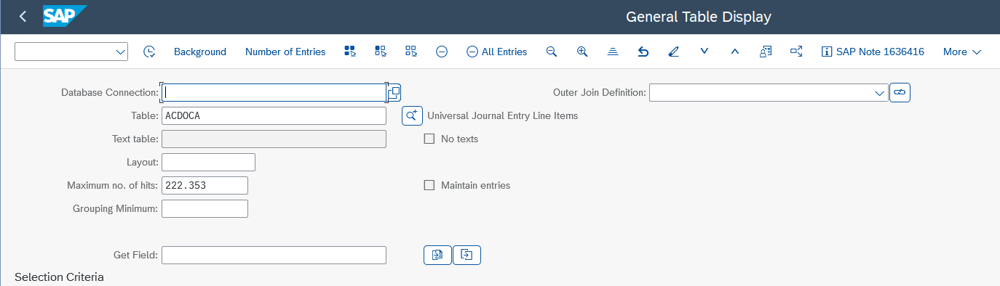 SAP General Table Display
Background Number of Entries All Entries SAP Note 1636416 More
Database Connection: Outer Join Definition:
Table: ACDOCA Universal Journal Entry Line Items
Text table: No texts
Layout:
Maximum no. of hits: 222.353 Maintain entries
Grouping Minimum:
Get Field:
Selection Criteria